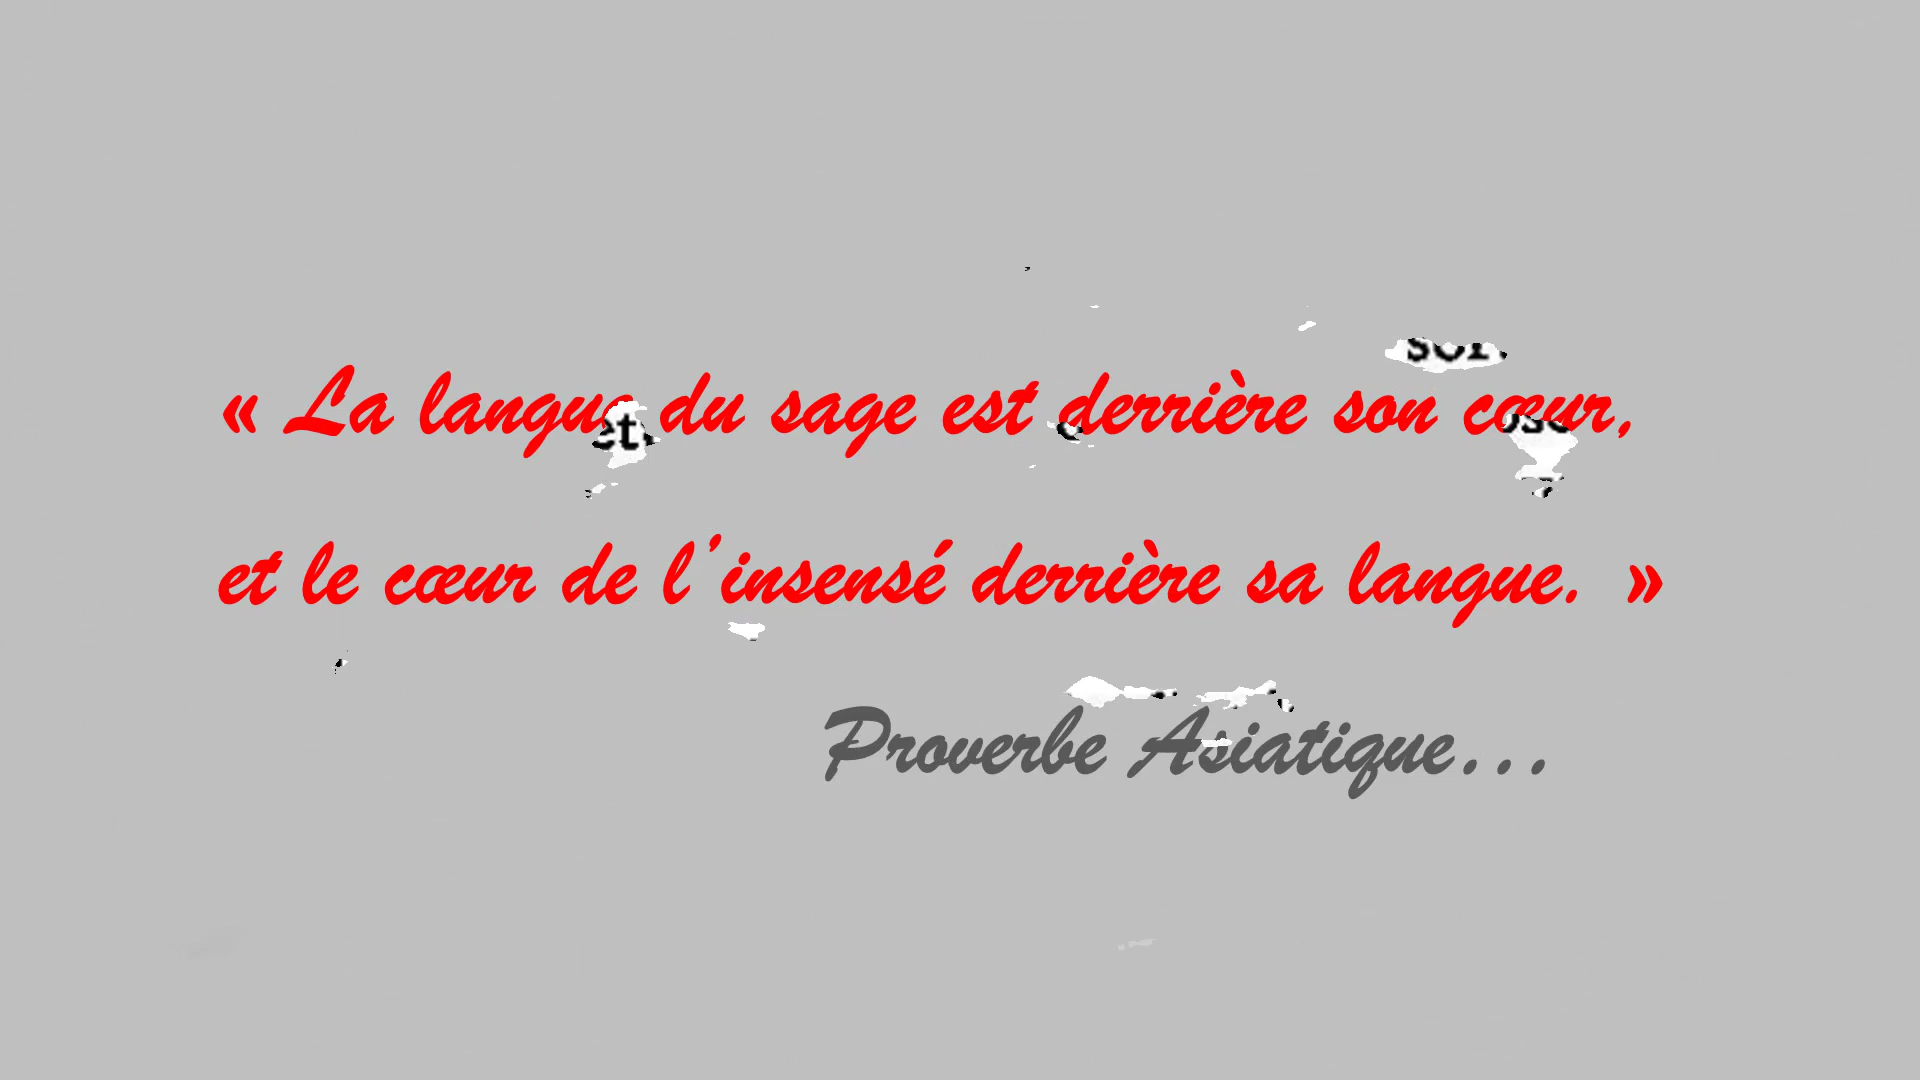 « La langue du sage est derrière son cœur,
et le cœur de l’insensé derrière sa langue. »
Proverbe Asiatique...